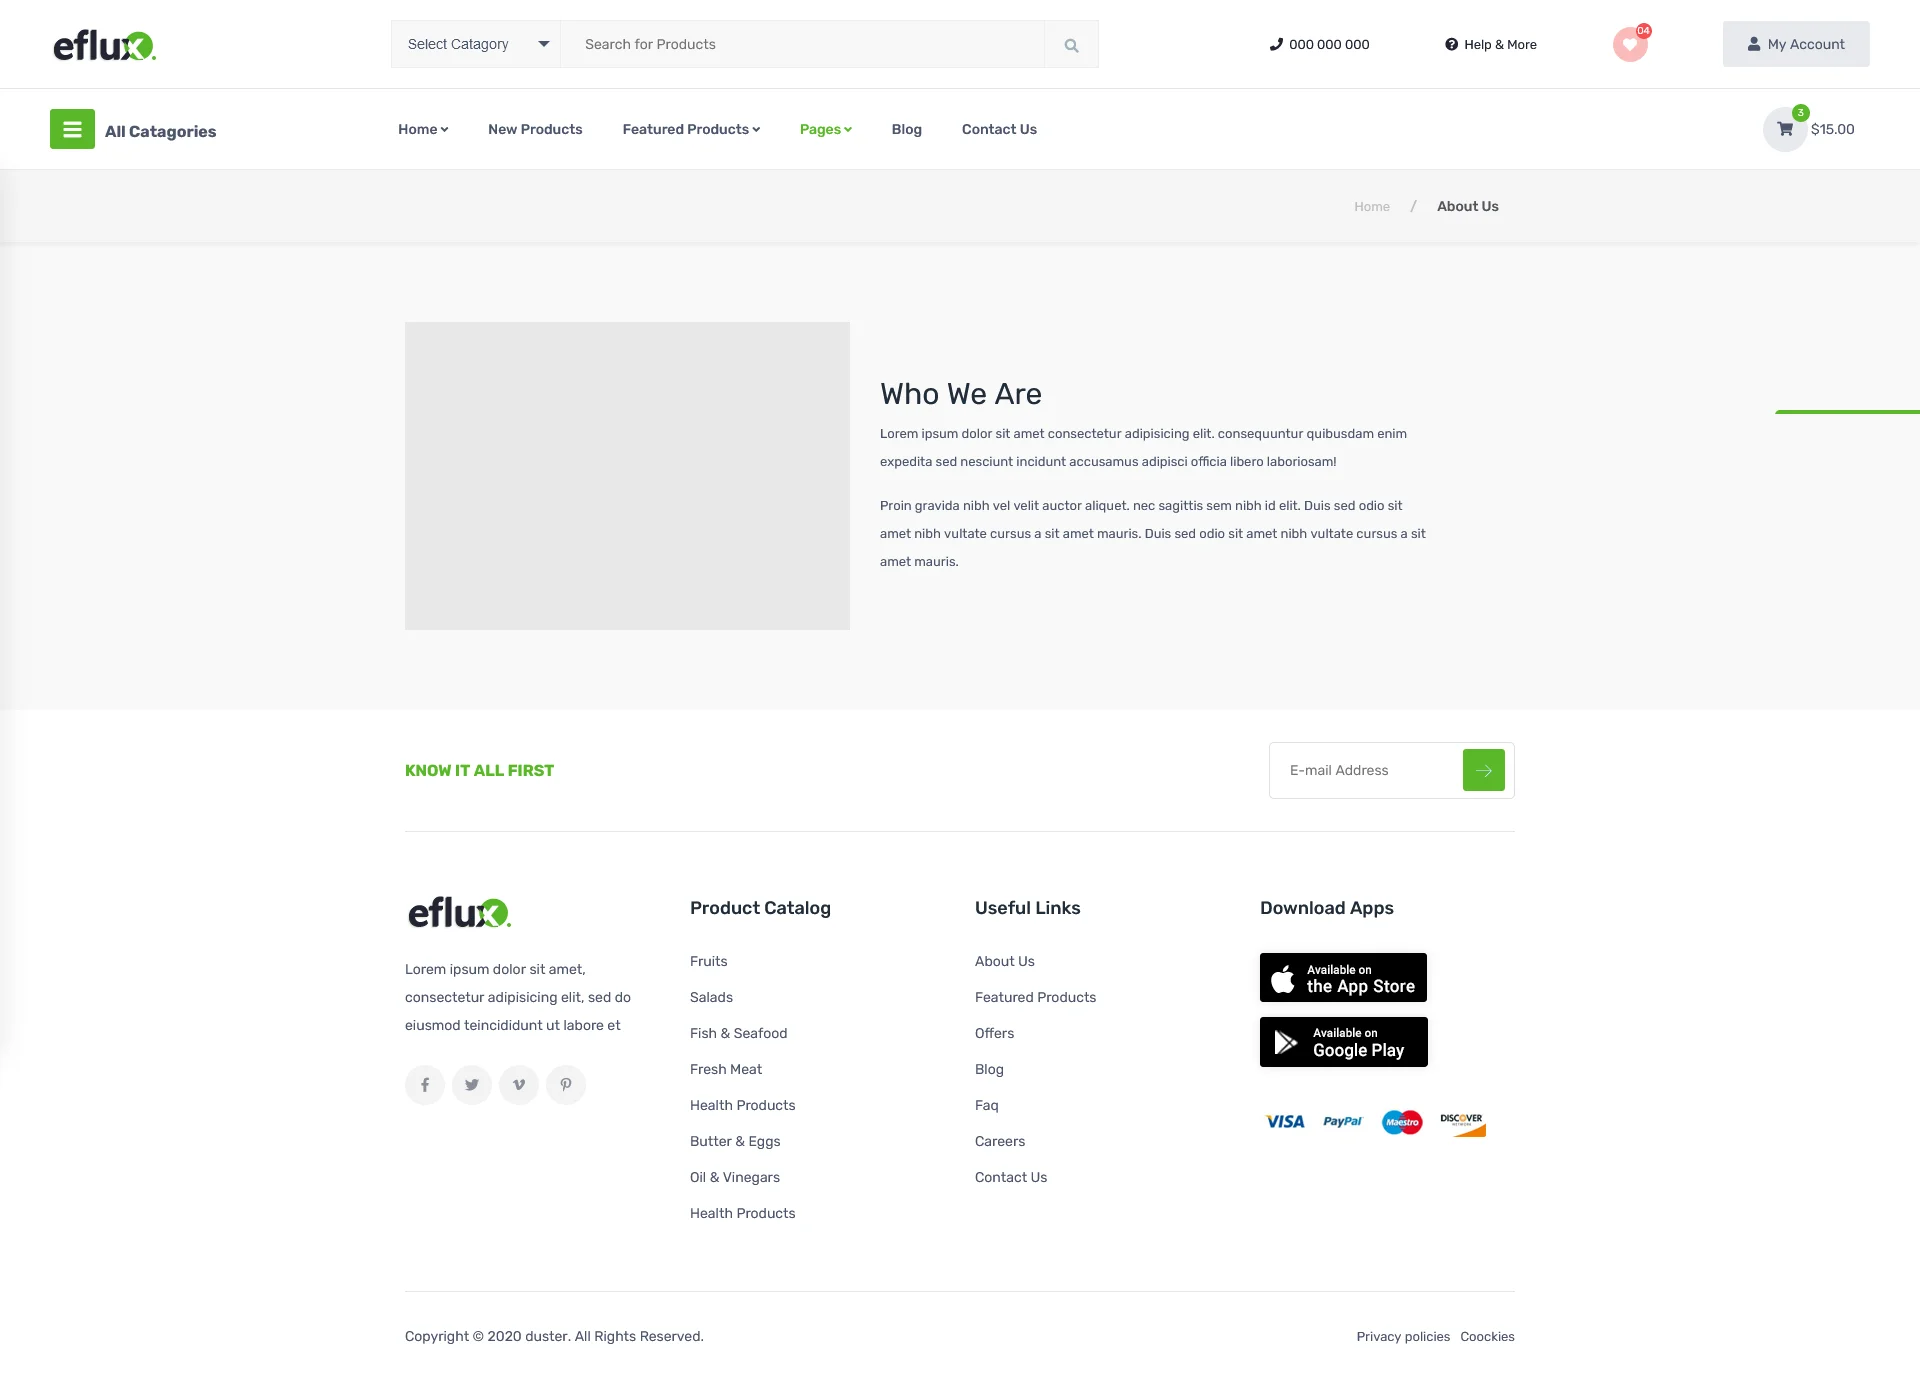 eflux.
Select Catagory
Search for Products
000 000 000
Help & More
04
My Account
All Catagories
Home
New Products
Featured Products
Pages
Blog
Contact Us
3
$15.00
Home / About Us
Who We Are
Lorem ipsum dolor sit amet consectetur adipisicing elit. consequuntur quibusdam enim
expedita sed nesciunt incidunt accusamus adipisci officia libero laboriosam!
Proin gravida nibh vel velit auctor aliquet. nec sagittis sem nibh id elit. Duis sed odio sit
amet nibh vultate cursus a sit amet mauris. Duis sed odio sit amet nibh vultate cursus a sit
amet mauris.
KNOW IT ALL FIRST
E-mail Address
eflux.
Lorem ipsum dolor sit amet,
consectetur adipisicing elit, sed do
eiusmod teincididunt ut labore et
Product Catalog
Fruits
Salads
Fish & Seafood
Fresh Meat
Health Products
Butter & Eggs
Oil & Vinegars
Health Products
Useful Links
About Us
Featured Products
Offers
Blog
Faq
Careers
Contact Us
Download Apps
Available on
the App Store
Available on
Google Play
VISA
PayPal
Maestro
DISCOVER
NETWORK
Copyright © 2020 duster. All Rights Reserved.
Privacy policies
Coockies